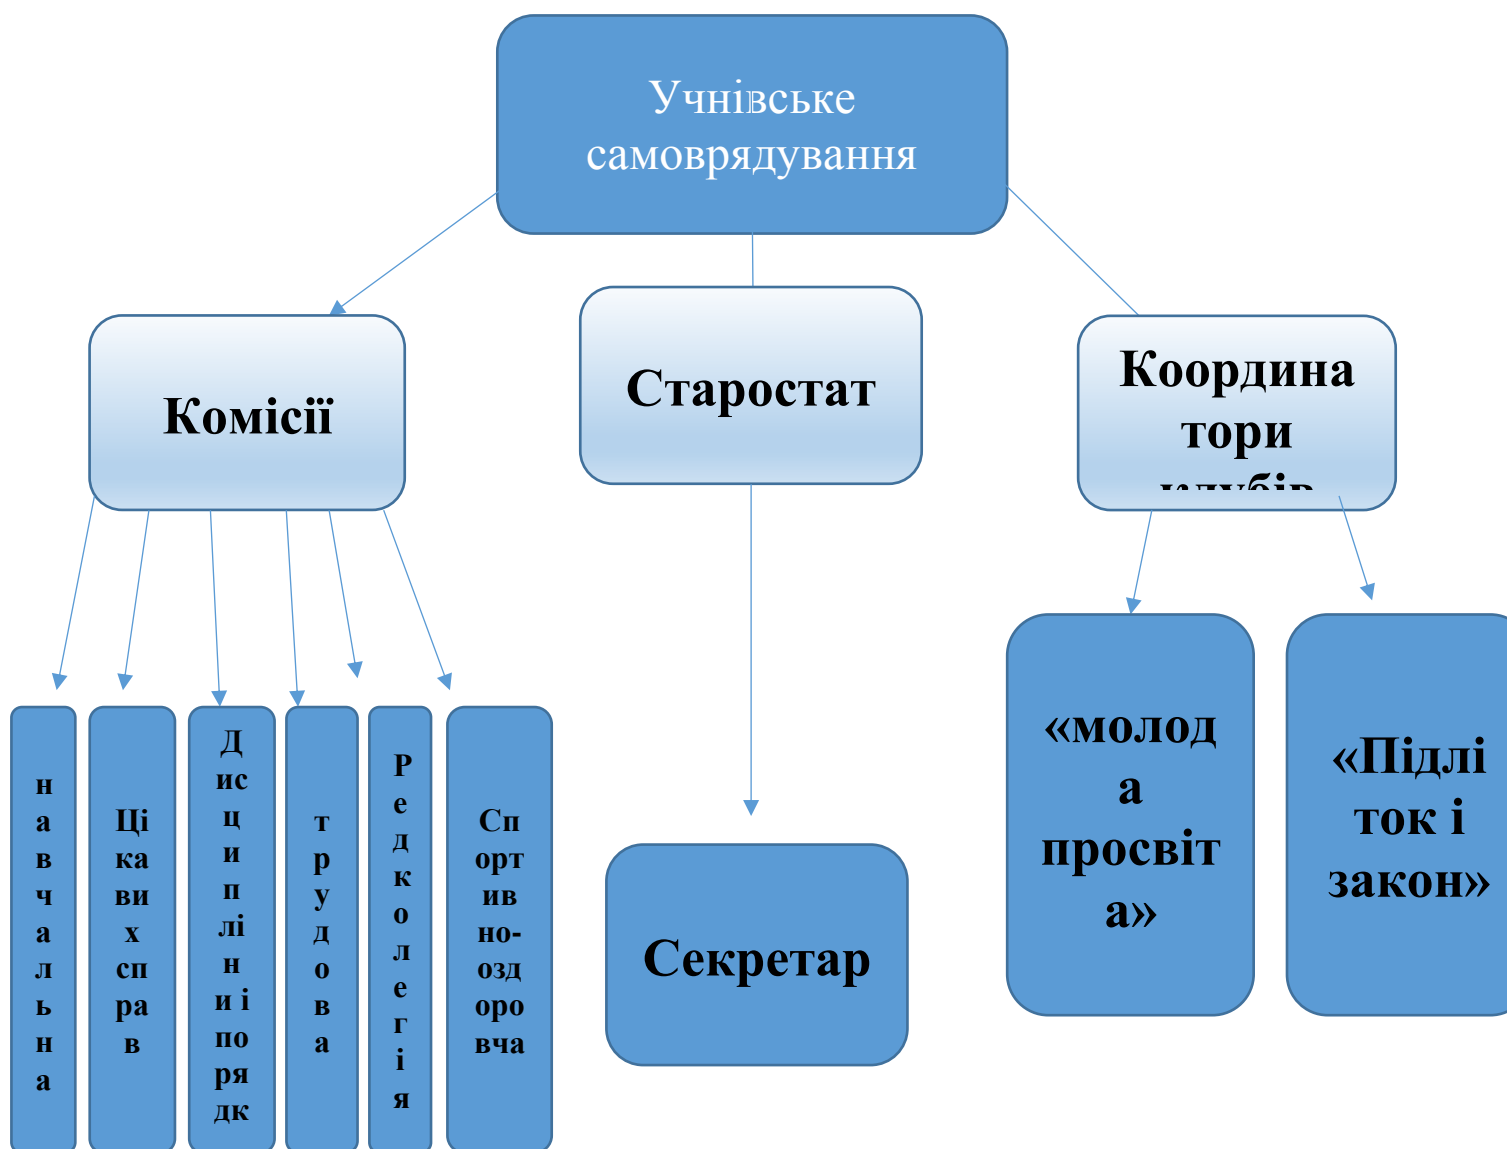 Учнівське
самоврядування
Комісії
Старостат
Координа
тори
клубів
н
а
в
ч
а
л
ь
н
а
Ці
ка
ви
х
сп
ра
в
Д
ис
ц
и
п
лі
н
и і
по
ря
дк
т
р
у
д
о
в
а
Р
е
д
к
о
л
е
г
і
я
Сп
орт
ив
но-
озд
оро
вча
Секретар
«молод
а
просвіт
а»
«Підлі
ток і
закон»